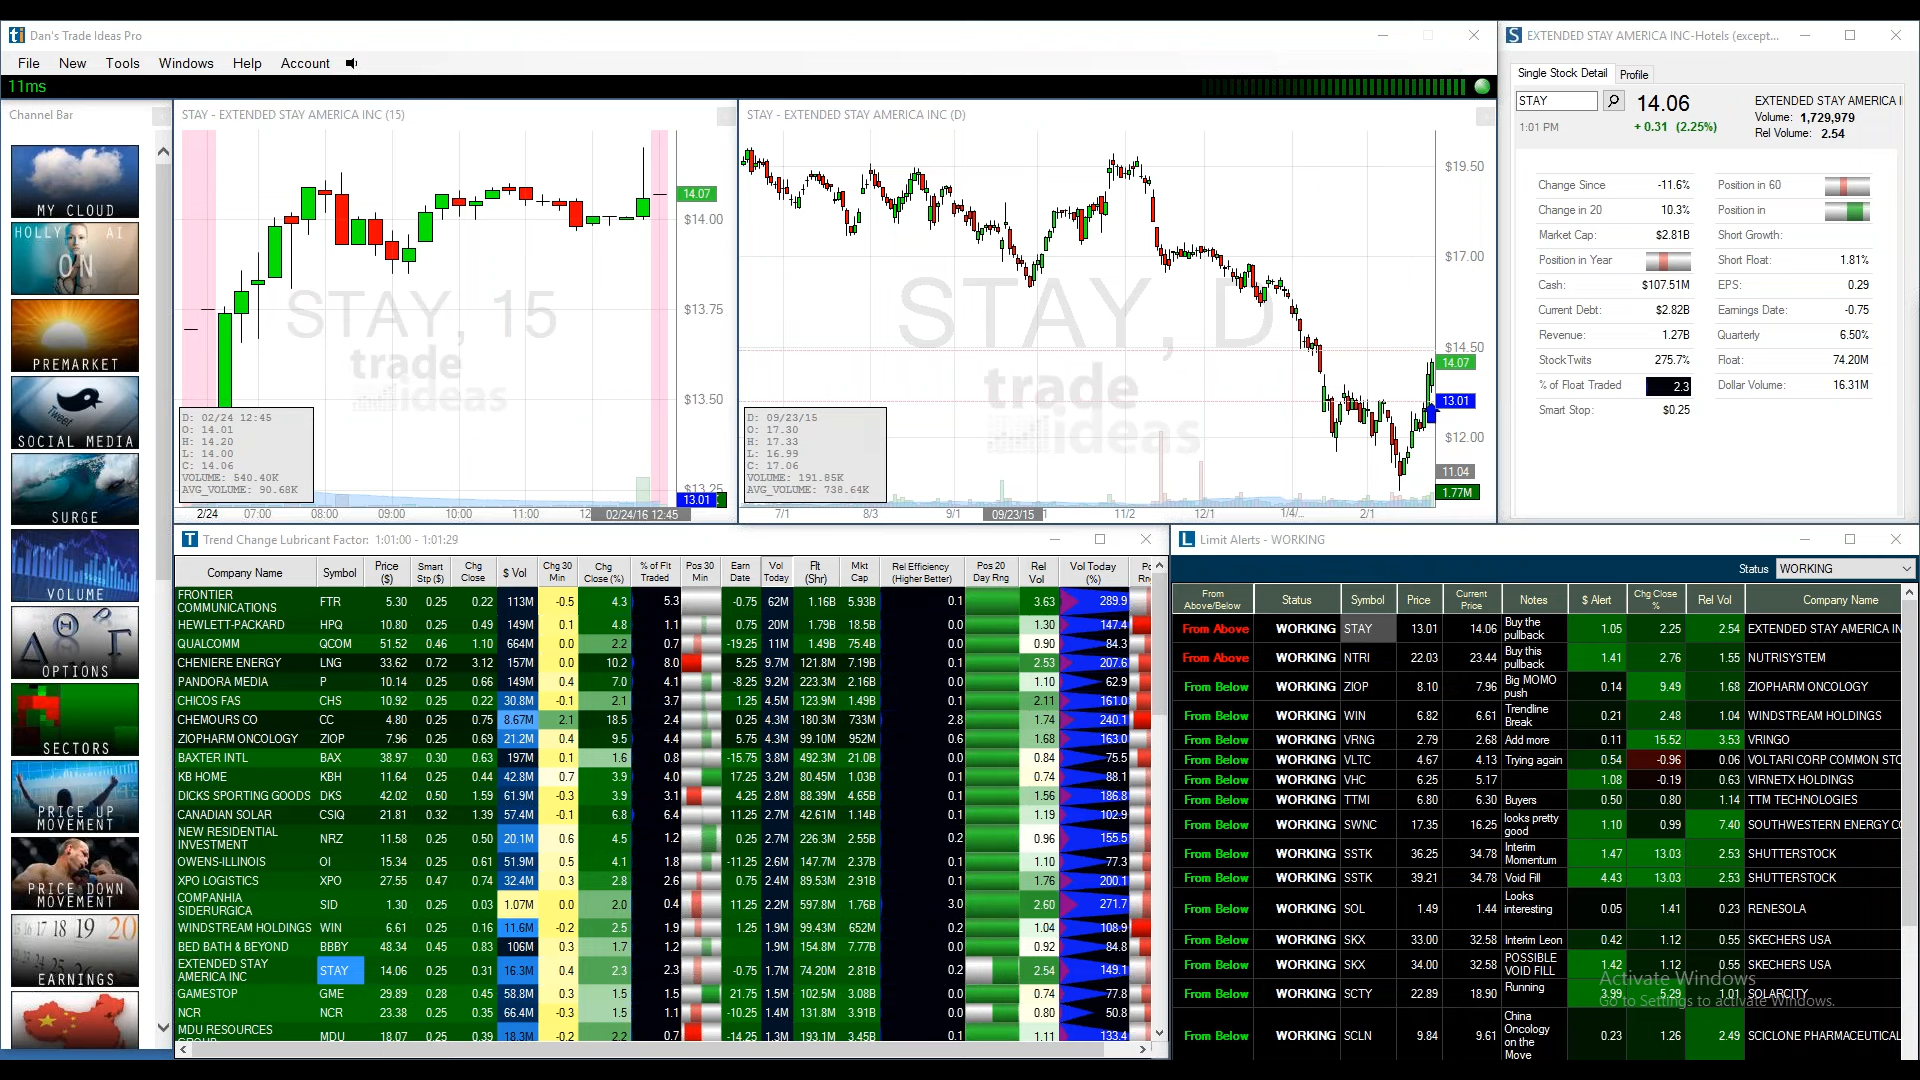 Dan's Trade Ideas Pro
File New Tools Windows Help Account
11ms
Channel Bar
MY CLOUD
HOLLY AI
ON
PREMARKET
Tweet
SOCIAL MEDIA
SURGE
VOLUME
OPTIONS
SECTORS
PRICE UP
MOVEMENT
PRICE DOWN
MOVEMENT
EARNINGS
STAY - EXTENDED STAY AMERICA INC (15)
STAY, 15
trade
ideas
14.07
$14.00
$13.75
$13.50
$13.25
13.01
D: 02/24 12:45
O: 14.01
H: 14.20
L: 14.00
C: 14.06
VOLUME: 540.40K
AVG_VOLUME: 90.68K
2/24 07:00 08:00 09:00 10:00 11:00 02/24/16 12:45
STAY - EXTENDED STAY AMERICA INC (D)
STAY, D
trade
ideas
$19.50
$17.00
$14.50
14.07
13.01
$12.00
11.04
1.77M
D: 09/23/15
O: 17.30
H: 17.33
L: 16.99
C: 17.06
VOLUME: 191.85K
AVG_VOLUME: 738.64K
7/1 8/3 9/1 09/23/15 11/2 12/1 1/4/... 2/1
EXTENDED STAY AMERICA INC-Hotels (except...
Single Stock Detail Profile
STAY 14.06 EXTENDED STAY AMERICA I
Volume: 1,729,979
1:01 PM + 0.31 (2.25%) Rel Volume: 2.54
Change Since -11.6% Position in 60
Change in 20 10.3% Position in
Market Cap: $2.81B Short Growth:
Position in Year Short Float: 1.81%
Cash: $107.51M EPS: 0.29
Current Debt: $2.82B Earnings Date: -0.75
Revenue: 1.27B Quarterly 6.50%
StockTwits 275.7% Float: 74.20M
% of Float Traded 2.3 Dollar Volume: 16.31M
Smart Stop: $0.25
Trend Change Lubricant Factor: 1:01:00 - 1:01:29
Company Name Symbol Price ($) Smart Stp ($) Chg Close $ Vol Chg 30 Min Chg Close (%) % of Flt Traded Pos 30 Min Earn Date Vol Today Flt (Shr) Mkt Cap Rel Efficiency (Higher Better) Pos 20 Day Rng Rel Vol Vol Today (%)
FRONTIER COMMUNICATIONS FTR 5.30 0.25 0.22 113M -0.5 4.3 5.3 -0.75 62M 1.16B 5.93B 0.1 3.63 289.9
HEWLETT-PACKARD HPQ 10.80 0.25 0.49 149M 0.1 4.8 1.1 0.75 20M 1.79B 18.5B 0.1 1.30 147.4
QUALCOMM QCOM 51.52 0.46 1.10 664M 0.0 2.2 0.7 -19.25 11M 1.49B 75.4B 0.0 0.90 84.3
CHENIERE ENERGY LNG 33.62 0.72 3.12 157M 0.0 10.2 8.0 5.25 9.7M 121.8M 7.19B 0.1 2.53 207.6
PANDORA MEDIA P 10.14 0.25 0.66 149M 0.4 7.0 4.1 -8.25 9.2M 223.3M 2.16B 0.1 1.10 62.9
CHICOS FAS CHS 10.92 0.25 0.22 30.8M -0.1 2.1 3.7 1.25 4.5M 123.9M 1.49B 0.1 2.11 161.0
CHEMOURS CO CC 4.80 0.25 0.75 8.67M 2.1 18.5 2.4 0.25 4.3M 180.3M 733M 2.8 1.74 240.1
ZIOPHARM ONCOLOGY ZIOP 7.96 0.25 0.69 21.2M 0.4 9.5 4.4 5.75 4.3M 99.10M 952M 0.6 1.68 163.0
BAXTER INTL BAX 38.97 0.30 0.63 197M 0.1 1.6 0.8 -15.75 3.8M 492.3M 21.0B 0.0 0.84 75.5
KB HOME KBH 11.64 0.25 0.44 42.8M 0.7 3.9 4.0 17.25 3.2M 80.45M 1.03B 0.1 0.74 88.1
DICKS SPORTING GOODS DKS 42.02 0.50 1.59 61.9M -0.3 3.9 3.1 4.25 2.8M 88.39M 4.65B 0.1 1.56 186.8
CANADIAN SOLAR CSIQ 21.81 0.32 1.39 57.4M -0.1 6.8 6.4 11.25 2.7M 42.61M 1.14B 0.1 1.19 102.9
NEW RESIDENTIAL INVESTMENT NRZ 11.58 0.25 0.50 20.1M 0.6 4.5 1.2 0.25 2.7M 226.3M 2.55B 0.2 0.96 155.5
OWENS-ILLINOIS OI 15.34 0.25 0.61 51.9M 0.5 4.1 1.8 -11.25 2.6M 147.7M 2.37B 0.1 1.10 77.3
XPO LOGISTICS XPO 27.55 0.47 0.74 32.4M 0.3 2.8 2.6 0.75 2.4M 89.53M 2.91B 0.1 1.76 200.1
COMPANHIA SIDERURGICA SID 1.30 0.25 0.03 1.07M 0.0 2.0 0.4 11.25 2.2M 597.8M 1.76B 3.0 2.60 271.7
WINDSTREAM HOLDINGS WIN 6.61 0.25 0.16 11.6M -0.2 2.5 1.9 1.25 1.9M 99.43M 652M 0.2 1.04 108.9
BED BATH & BEYOND BBBY 48.34 0.45 0.83 106M 0.3 1.7 1.2 1.9M 154.8M 7.77B 0.0 0.92 84.8
EXTENDED STAY AMERICA INC STAY 14.06 0.25 0.31 16.3M 0.4 2.3 2.3 -0.75 1.7M 74.20M 2.81B 0.2 2.54 149.1
GAMESTOP GME 29.89 0.28 0.45 58.8M 0.3 1.5 1.5 21.75 1.5M 102.5M 3.08B 0.0 0.74 77.8
NCR NCR 23.38 0.25 0.35 66.4M -0.3 1.5 1.1 -10.25 1.4M 131.8M 3.91B 0.0 0.80 50.8
MDU RESOURCES MDU 18.07 0.25 0.39 18.3M -0.2 2.2 0.7 -14.25 1.3M 193.1M 3.45B 0.1 1.11 133.4
Limit Alerts - WORKING
Status WORKING
From Above/Below Status Symbol Price Current Price Notes $ Alert Chg Close % Rel Vol Company Name
From Above WORKING STAY 13.01 14.06 Buy the pullback 1.05 2.25 2.54 EXTENDED STAY AMERICA IN
From Above WORKING NTRI 22.03 23.44 Buy this pullback 1.41 2.76 1.55 NUTRISYSTEM
From Below WORKING ZIOP 8.10 7.96 Big MOMO push 0.14 9.49 1.68 ZIOPHARM ONCOLOGY
From Below WORKING WIN 6.82 6.61 Trendline Break 0.21 2.48 1.04 WINDSTREAM HOLDINGS
From Below WORKING VRNG 2.79 2.68 Add more 0.11 15.52 3.53 VRINGO
From Below WORKING VLTC 4.67 4.13 Trying again 0.54 -0.96 0.06 VOLTARI CORP COMMON STO
From Below WORKING VHC 6.25 5.17 1.08 -0.19 0.63 VIRNETX HOLDINGS
From Below WORKING TTMI 6.80 6.30 Buyers 0.50 0.80 1.14 TTM TECHNOLOGIES
From Below WORKING SWNC 17.35 16.25 looks pretty good 1.10 0.99 7.40 SOUTHWESTERN ENERGY CO
From Below WORKING SSTK 36.25 34.78 Interim Momentum 1.47 13.03 2.53 SHUTTERSTOCK
From Below WORKING SSTK 39.21 34.78 Void Fill 4.43 13.03 2.53 SHUTTERSTOCK
From Below WORKING SOL 1.49 1.44 Looks interesting 0.05 1.41 0.23 RENESOLA
From Below WORKING SKX 33.00 32.58 Interim Leon 0.42 1.12 0.55 SKECHERS USA
From Below WORKING SKX 34.00 32.58 POSSIBLE VOID FILL 1.42 1.12 0.55 SKECHERS USA
From Below WORKING SCTY 22.89 18.90 Running 3.99 5.29 1.01 SOLARCITY
From Below WORKING SCLN 9.84 9.61 China Oncology on the Move 0.23 1.26 2.49 SCICLONE PHARMACEUTICAL
Activate Windows
Go to Settings to activate Windows.